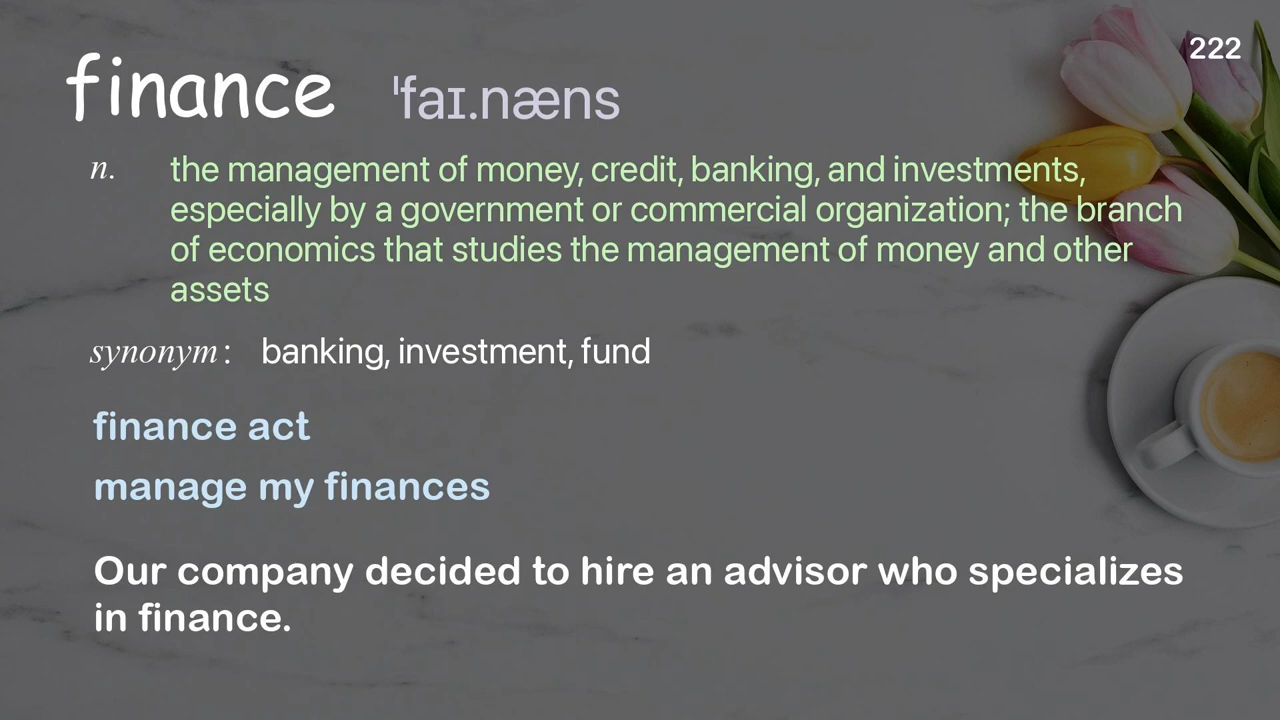 222
finance ˈfaɪ.næns
n. the management of money, credit, banking, and investments,
especially by a government or commercial organization; the branch
of economics that studies the management of money and other
assets
synonym: banking, investment, fund
finance act
manage my finances
Our company decided to hire an advisor who specializes
in finance.